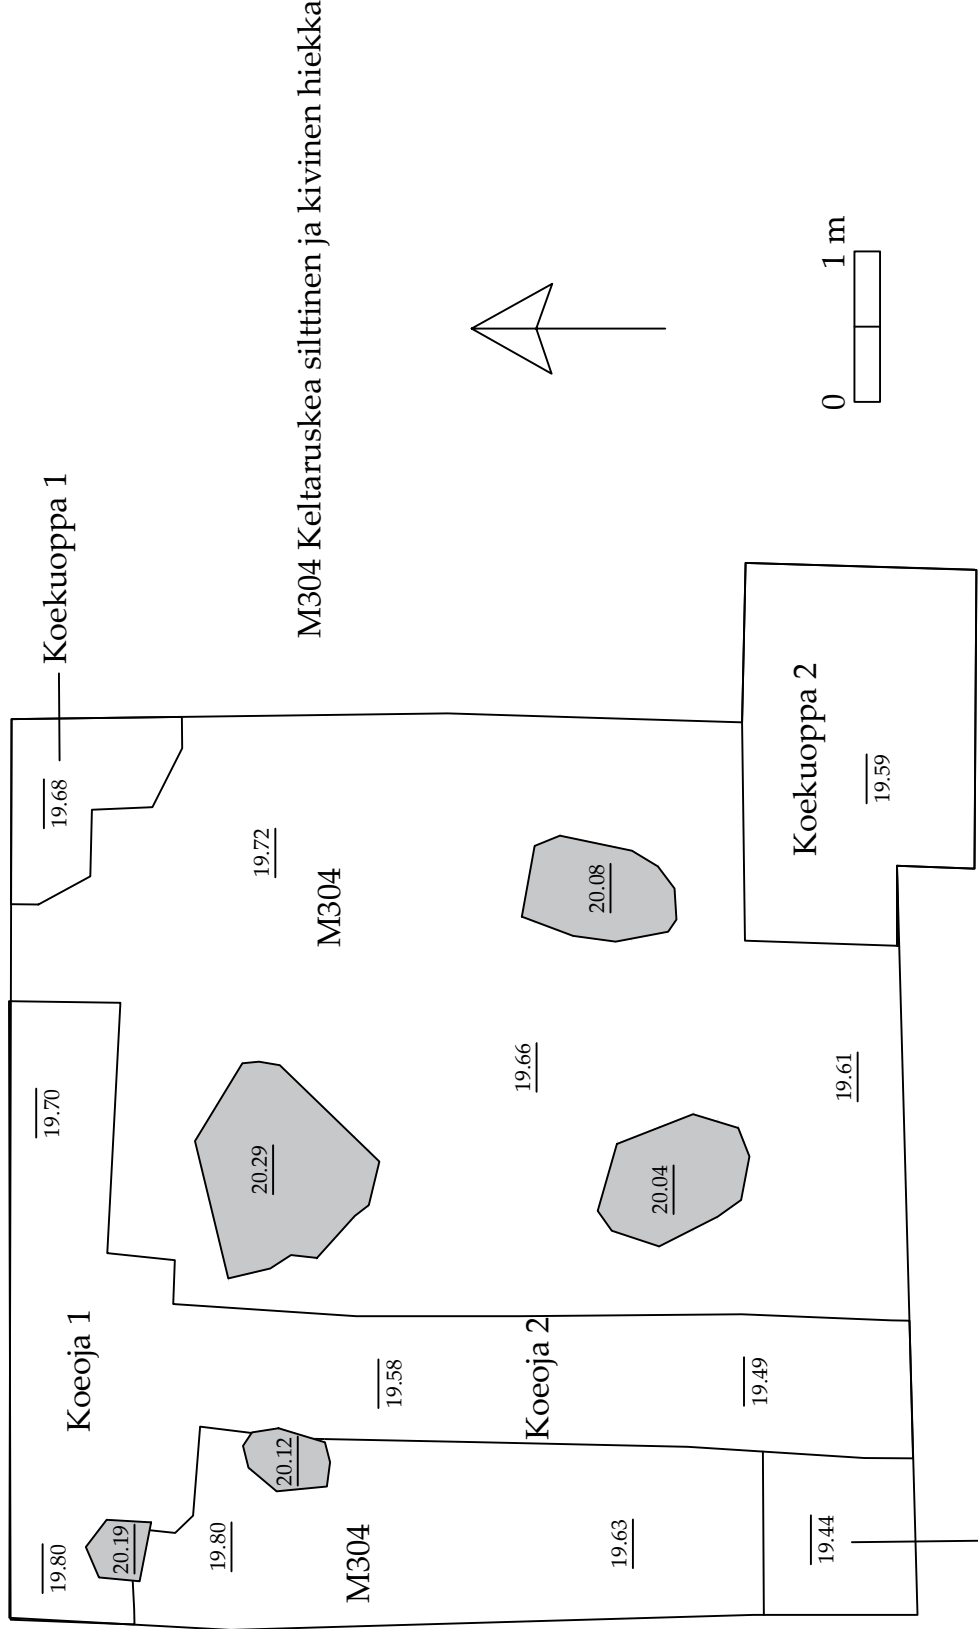 M304 Keltaruskea silttinen ja kivinen hiekka
Koekuoppa 1
19.68
19.72
M304
19.70
20.29
19.66
20.08
Koekuoppa 2
19.59
20.04
19.61
Koeoja 1
19.58
Koeoja 2
19.49
19.80
20.19
19.80
20.12
M304
19.63
19.44
0
1 m